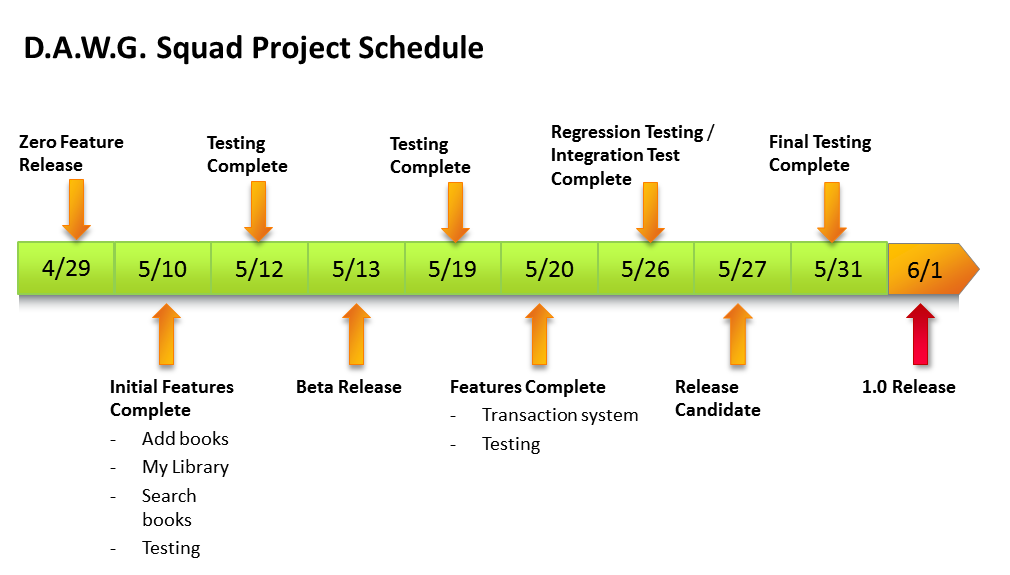 D.A.W.G. Squad Project Schedule
Zero Feature
Release
Testing
Complete
Testing
Complete
Regression Testing /
Integration Test
Complete
Final Testing
Complete
4/29 5/10 5/12 5/13 5/19 5/20 5/26 5/27 5/31 6/1
Initial Features
Complete
- Add books
- My Library
- Search
books
- Testing
Beta Release
Features Complete
- Transaction system
- Testing
Release
Candidate
1.0 Release